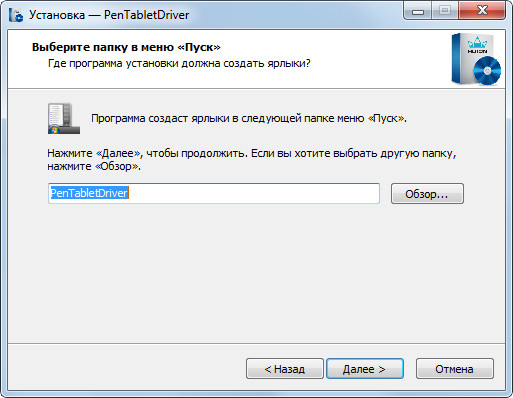 Установка — PenTabletDriver
Выберите папку в меню «Пуск»
Где программа установки должна создать ярлыки?
HUION
Программа создаст ярлыки в следующей папке меню «Пуск».
Нажмите «Далее», чтобы продолжить. Если вы хотите выбрать другую папку,
нажмите «Обзор».
PenTabletDriver
Обзор...
< Назад
Далее >
Отмена